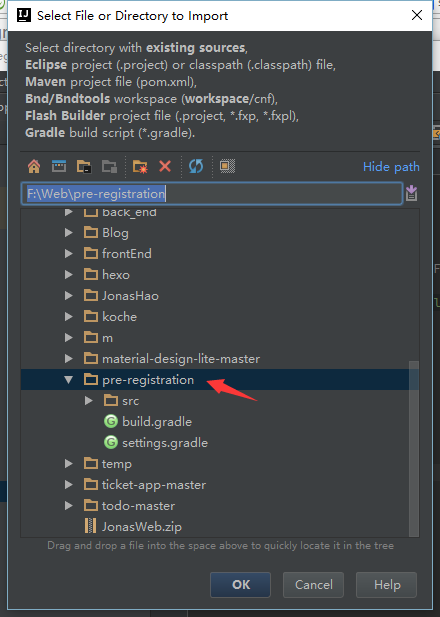 Select File or Directory to Import
Select directory with existing sources,
Eclipse project (.project) or classpath (.classpath) file,
Maven project file (pom.xml),
Bnd/Bndtools workspace (workspace/cnf),
Flash Builder project file (.project, *.fxp, *.fxpl),
Gradle build script (*.gradle).
Hide path
F:\Web\pre-registration
back_end
Blog
frontEnd
hexo
JonasHao
koche
m
material-design-lite-master
pre-registration
src
build.gradle
settings.gradle
temp
ticket-app-master
todo-master
JonasWeb.zip
Drag and drop a file into the space above to quickly locate it in the tree
OK
Cancel
Help